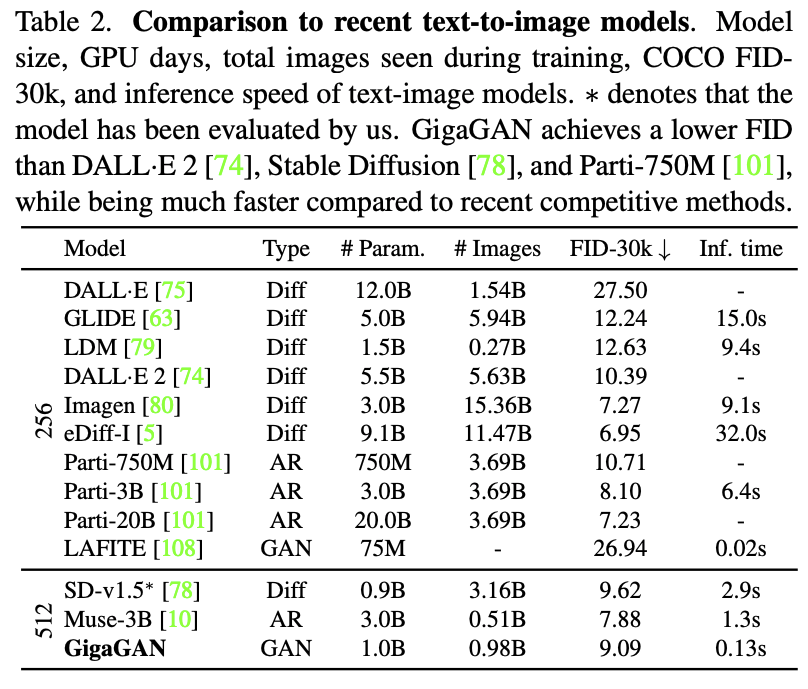 Table 2. Comparison to recent text-to-image models. Model
size, GPU days, total images seen during training, COCO FID-
30k, and inference speed of text-image models. ∗ denotes that the
model has been evaluated by us. GigaGAN achieves a lower FID
than DALL·E 2 [74], Stable Diffusion [78], and Parti-750M [101],
while being much faster compared to recent competitive methods.
Model Type # Param. # Images FID-30k ↓ Inf. time
256
DALL·E [75] Diff 12.0B 1.54B 27.50 -
GLIDE [63] Diff 5.0B 5.94B 12.24 15.0s
LDM [79] Diff 1.5B 0.27B 12.63 9.4s
DALL·E 2 [74] Diff 5.5B 5.63B 10.39 -
Imagen [80] Diff 3.0B 15.36B 7.27 9.1s
eDiff-I [5] Diff 9.1B 11.47B 6.95 32.0s
Parti-750M [101] AR 750M 3.69B 10.71 -
Parti-3B [101] AR 3.0B 3.69B 8.10 6.4s
Parti-20B [101] AR 20.0B 3.69B 7.23 -
LAFITE [108] GAN 75M - 26.94 0.02s
512
SD-v1.5* [78] Diff 0.9B 3.16B 9.62 2.9s
Muse-3B [10] AR 3.0B 0.51B 7.88 1.3s
GigaGAN GAN 1.0B 0.98B 9.09 0.13s